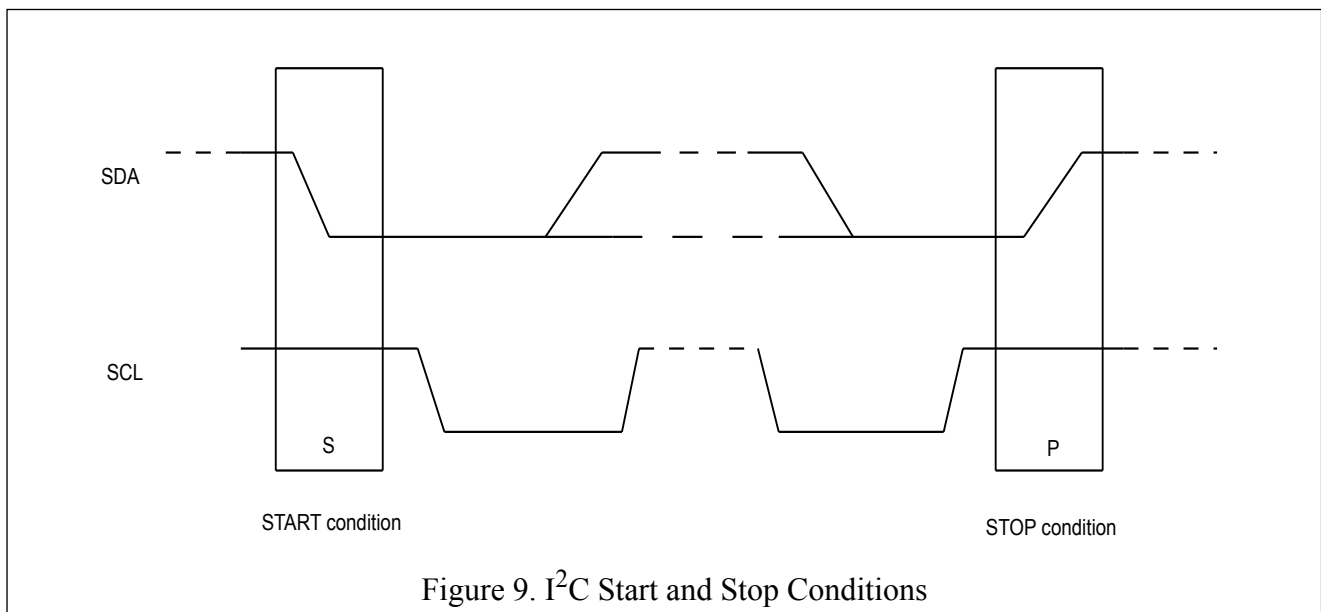 SDA
SCL
S
P
START condition
STOP condition
Figure 9. I²C Start and Stop Conditions